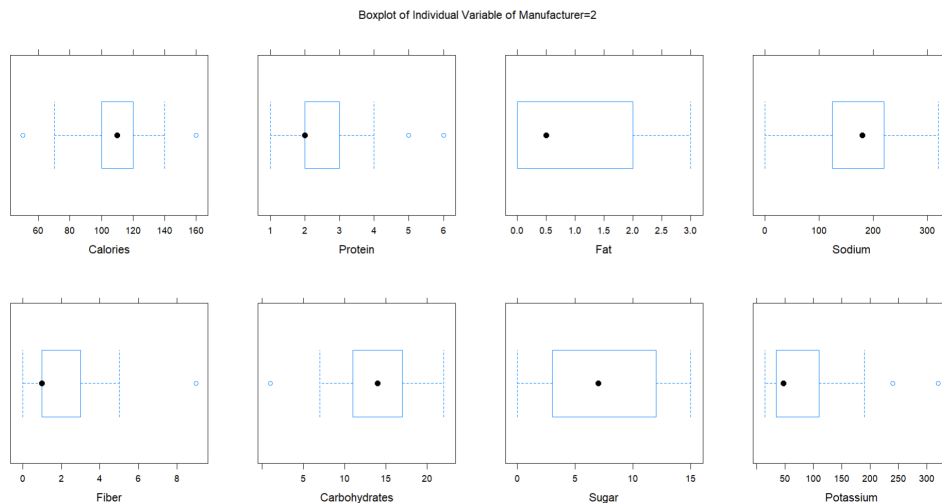 Boxplot of Individual Variable of Manufacturer=2
60 80 100 120 140 160
Calories
1 2 3 4 5 6
Protein
0.0 0.5 1.0 1.5 2.0 2.5 3.0
Fat
0 100 200 300
Sodium
0 2 4 6 8
Fiber
5 10 15 20
Carbohydrates
0 5 10 15
Sugar
50 100 150 200 250 300
Potassium